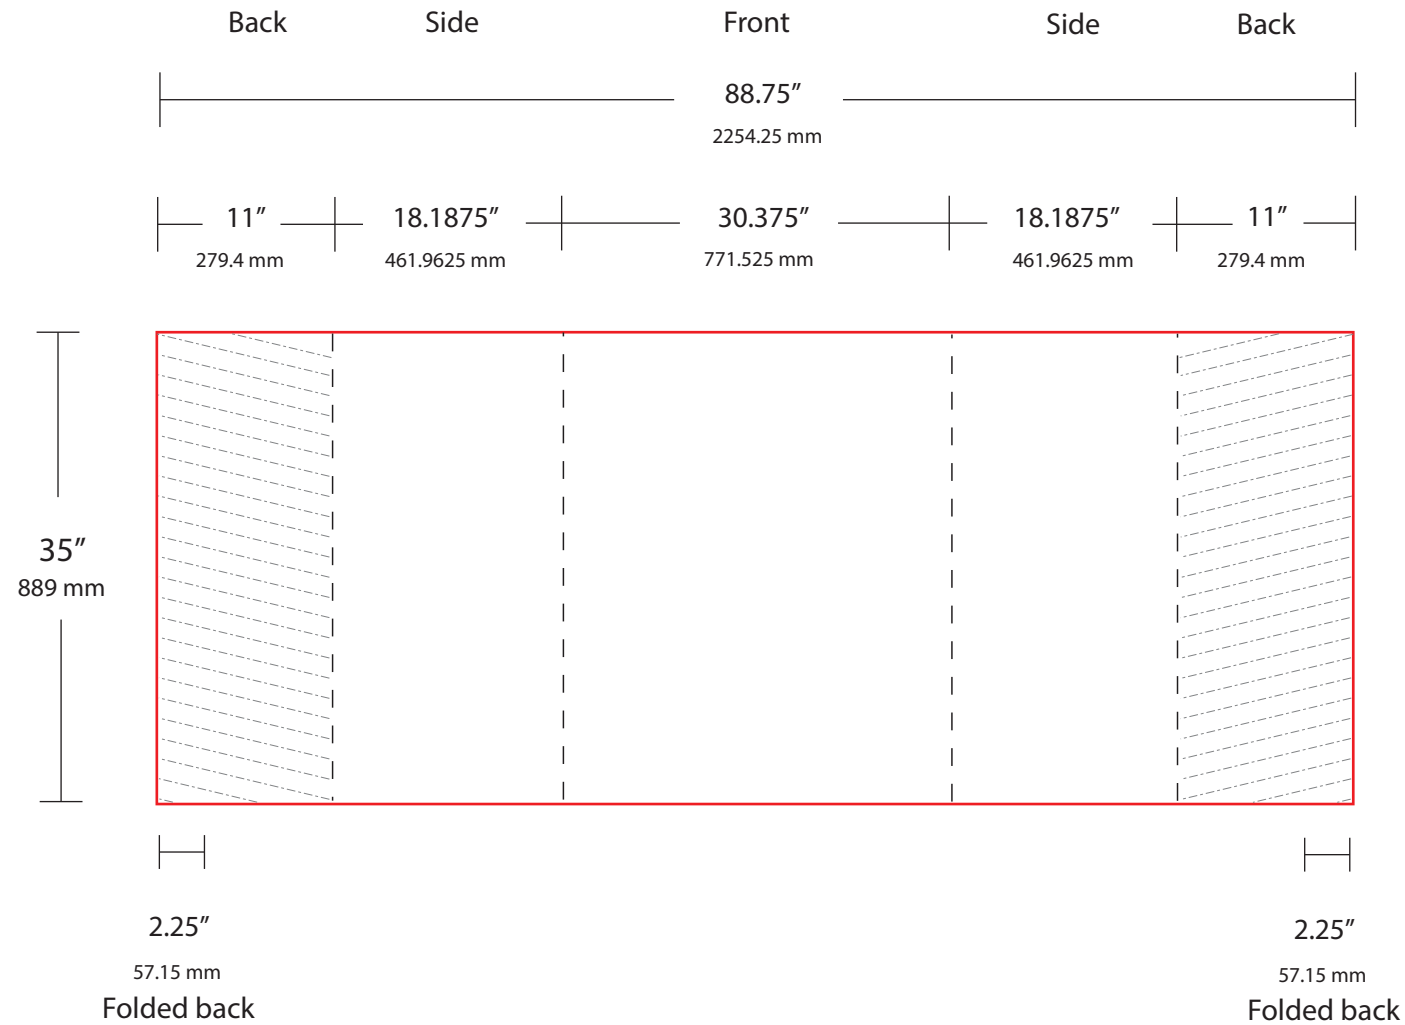 Back Side Front Side Back
88.75”
2254.25 mm
11” 18.1875” 30.375” 18.1875” 11”
279.4 mm 461.9625 mm 771.525 mm 461.9625 mm 279.4 mm
35”
889 mm
2.25” 2.25”
57.15 mm 57.15 mm
Folded back Folded back